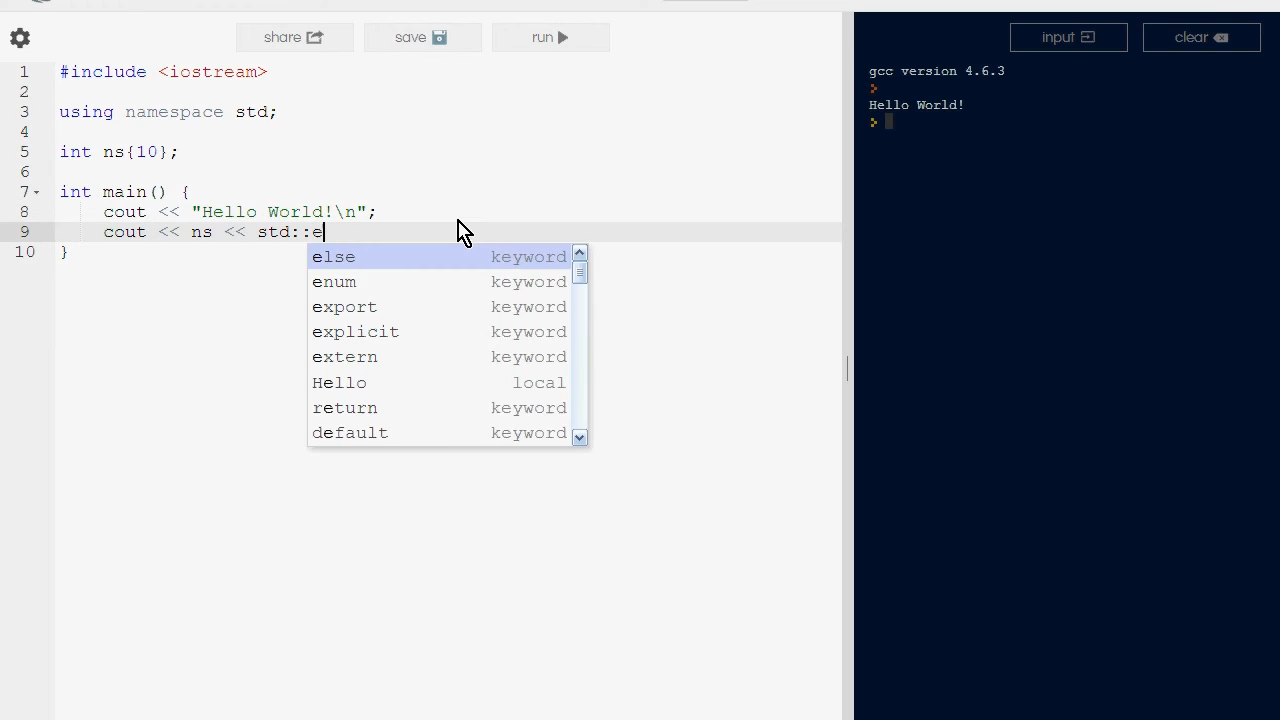 share save run
1 #include <iostream>
2
3 using namespace std;
4
5 int ns{10};
6
7 int main() {
8 cout << "Hello World!\n";
9 cout << ns << std::e
10 }
else keyword
enum keyword
export keyword
explicit keyword
extern keyword
Hello local
return keyword
default keyword
input clear
gcc version 4.6.3
Hello World!